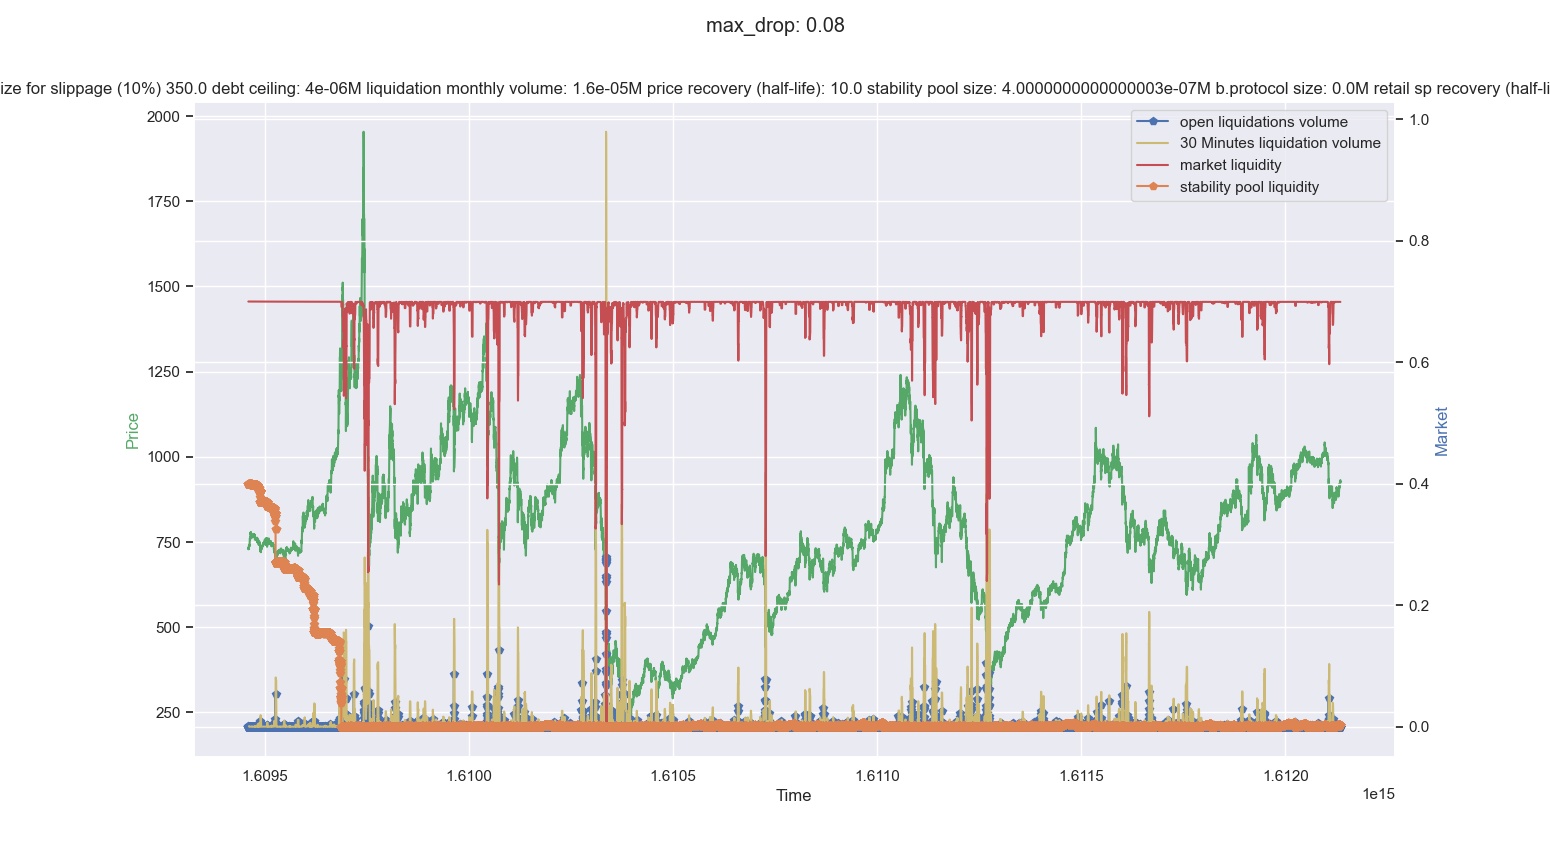 max_drop: 0.08
ize for slippage (10%) 350.0 debt ceiling: 4e-06M liquidation monthly volume: 1.6e-05M price recovery (half-life): 10.0 stability pool size: 4.0000000000000003e-07M b.protocol size: 0.0M retail sp recovery (half-li
2000
1750
1500
1250
1000
750
500
250
Price
1.0
0.8
0.6
0.4
0.2
0.0
Market
open liquidations volume
30 Minutes liquidation volume
market liquidity
stability pool liquidity
1.6095
1.6100
1.6105
1.6110
1.6115
1.6120
Time
1e15